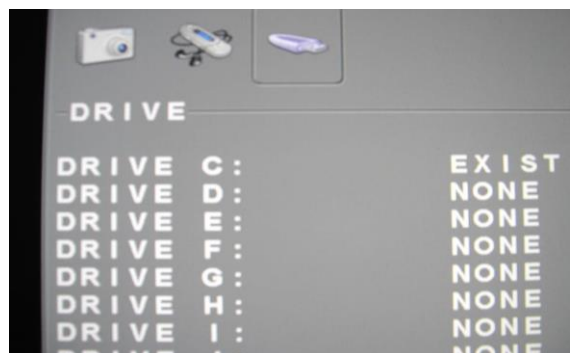 DRIVE
DRIVE C: EXIST
DRIVE D: NONE
DRIVE E: NONE
DRIVE F: NONE
DRIVE G: NONE
DRIVE H: NONE
DRIVE I: NONE